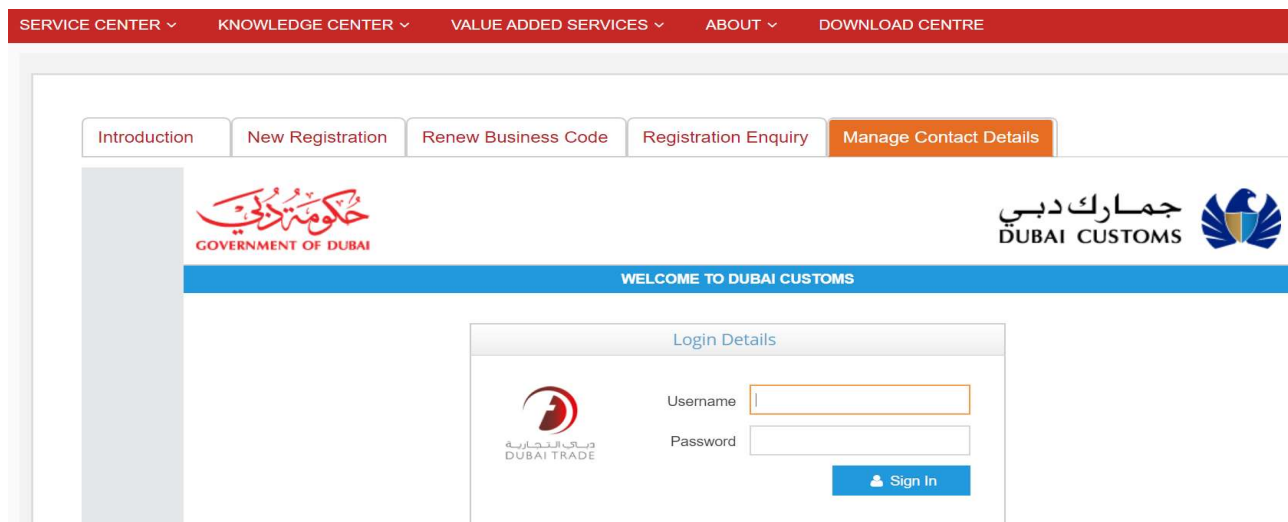 SERVICE CENTER KNOWLEDGE CENTER VALUE ADDED SERVICES ABOUT DOWNLOAD CENTRE
Introduction New Registration Renew Business Code Registration Enquiry Manage Contact Details
حكومة دبي
GOVERNMENT OF DUBAI
جمارك دبي
DUBAI CUSTOMS
WELCOME TO DUBAI CUSTOMS
Login Details
Username
Password
دبي التجارية
DUBAI TRADE
Sign In